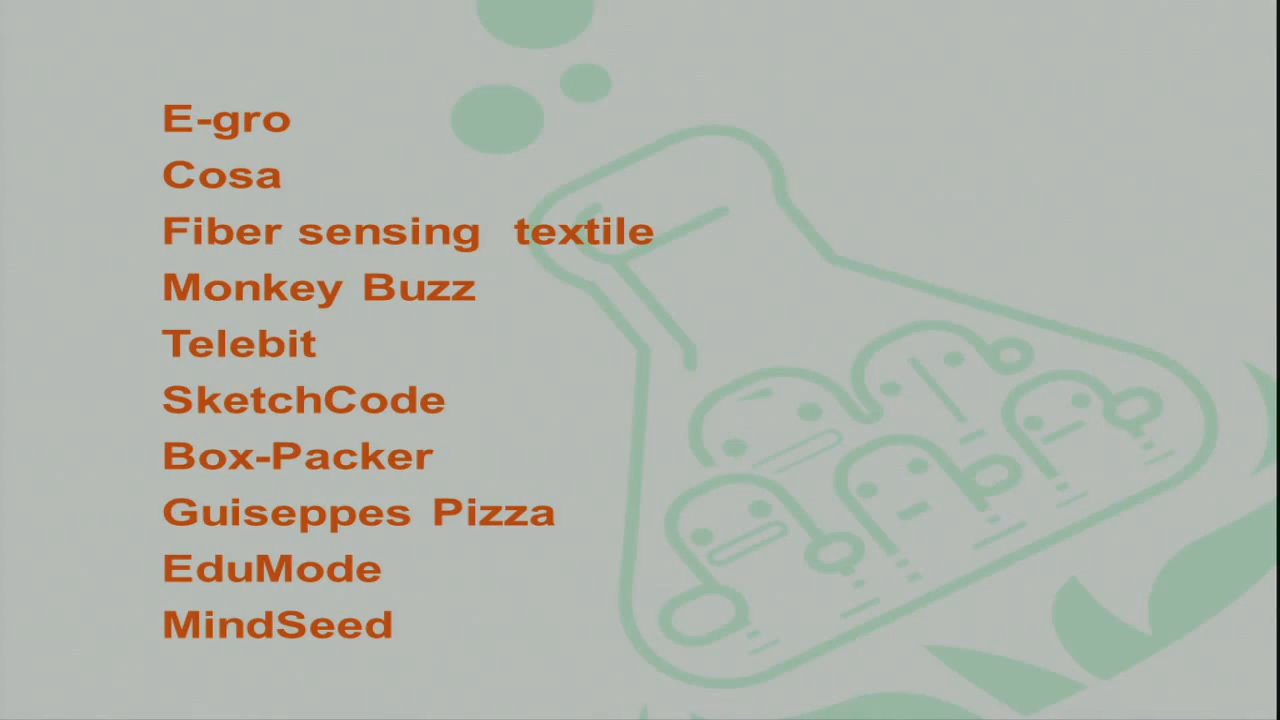 E-gro
Cosa
Fiber sensing  textile
Monkey Buzz
Telebit
SketchCode
Box-Packer
Guiseppes Pizza
EduMode
MindSeed